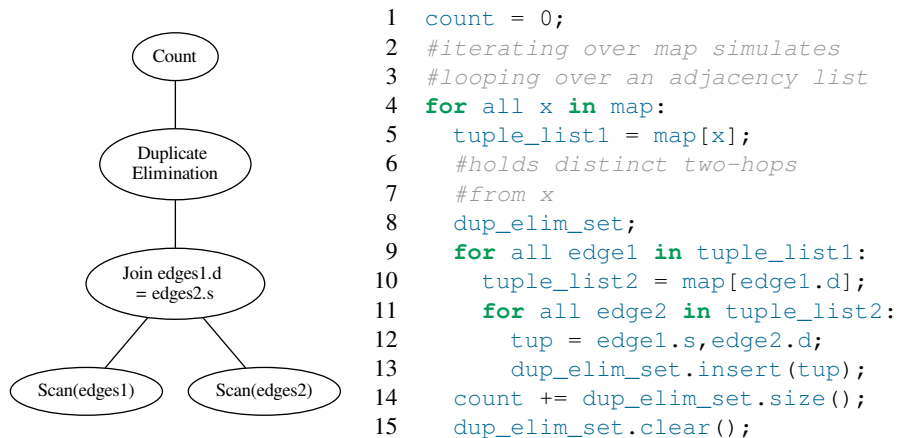 Count
Duplicate
Elimination
Join edges1.d
= edges2.s
Scan(edges1)
Scan(edges2)
1 count = 0;
2 #iterating over map simulates
3 #looping over an adjacency list
4 for all x in map:
5 tuple_list1 = map[x];
6 #holds distinct two-hops
7 #from x
8 dup_elim_set;
9 for all edge1 in tuple_list1:
10 tuple_list2 = map[edge1.d];
11 for all edge2 in tuple_list2:
12 tup = edge1.s,edge2.d;
13 dup_elim_set.insert(tup);
14 count += dup_elim_set.size();
15 dup_elim_set.clear();